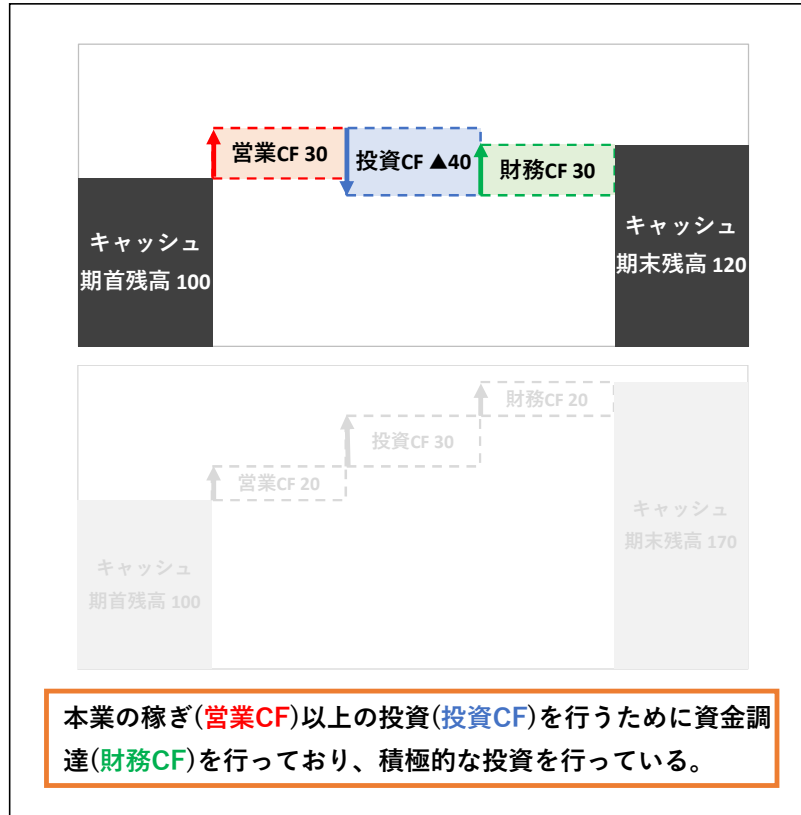 営業CF 30
投資CF ▲40
財務CF 30
キャッシュ
期首残高 100
キャッシュ
期末残高 120
財務CF 20
投資CF 30
営業CF 20
キャッシュ
期首残高 100
キャッシュ
期末残高 170
本業の稼ぎ(営業CF)以上の投資(投資CF)を行うために資金調
達(財務CF)を行っており、積極的な投資を行っている。